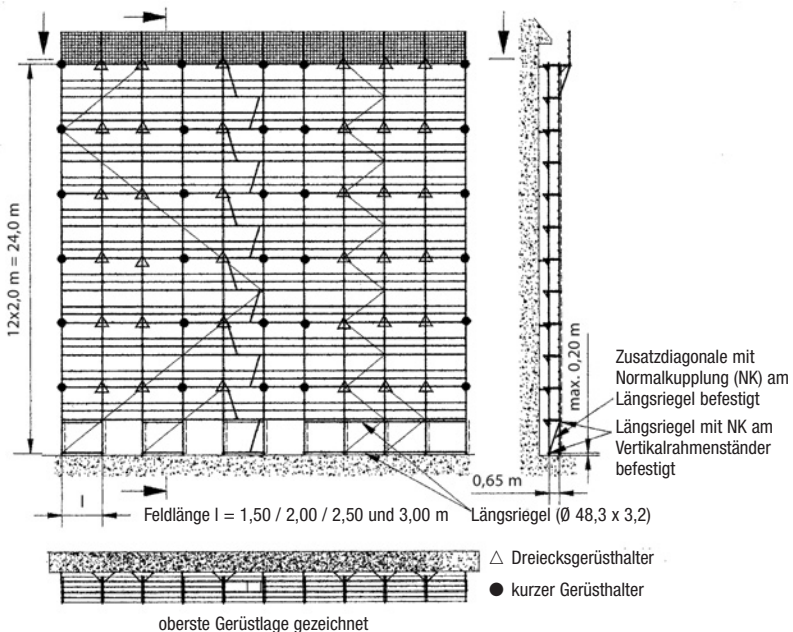 12x2,0 m = 24,0 m
max. 0,20 m
Zusatzdiagonale mit
Normalkupplung (NK) am
Längsriegel befestigt
Längsriegel mit NK am
Vertikalrahmenständer
befestigt
0,65 m
l
Feldlänge l = 1,50 / 2,00 / 2,50 und 3,00 m
Längsriegel (Ø 48,3 x 3,2)
△ Dreiecksgerüsthalter
● kurzer Gerüsthalter
oberste Gerüstlage gezeichnet